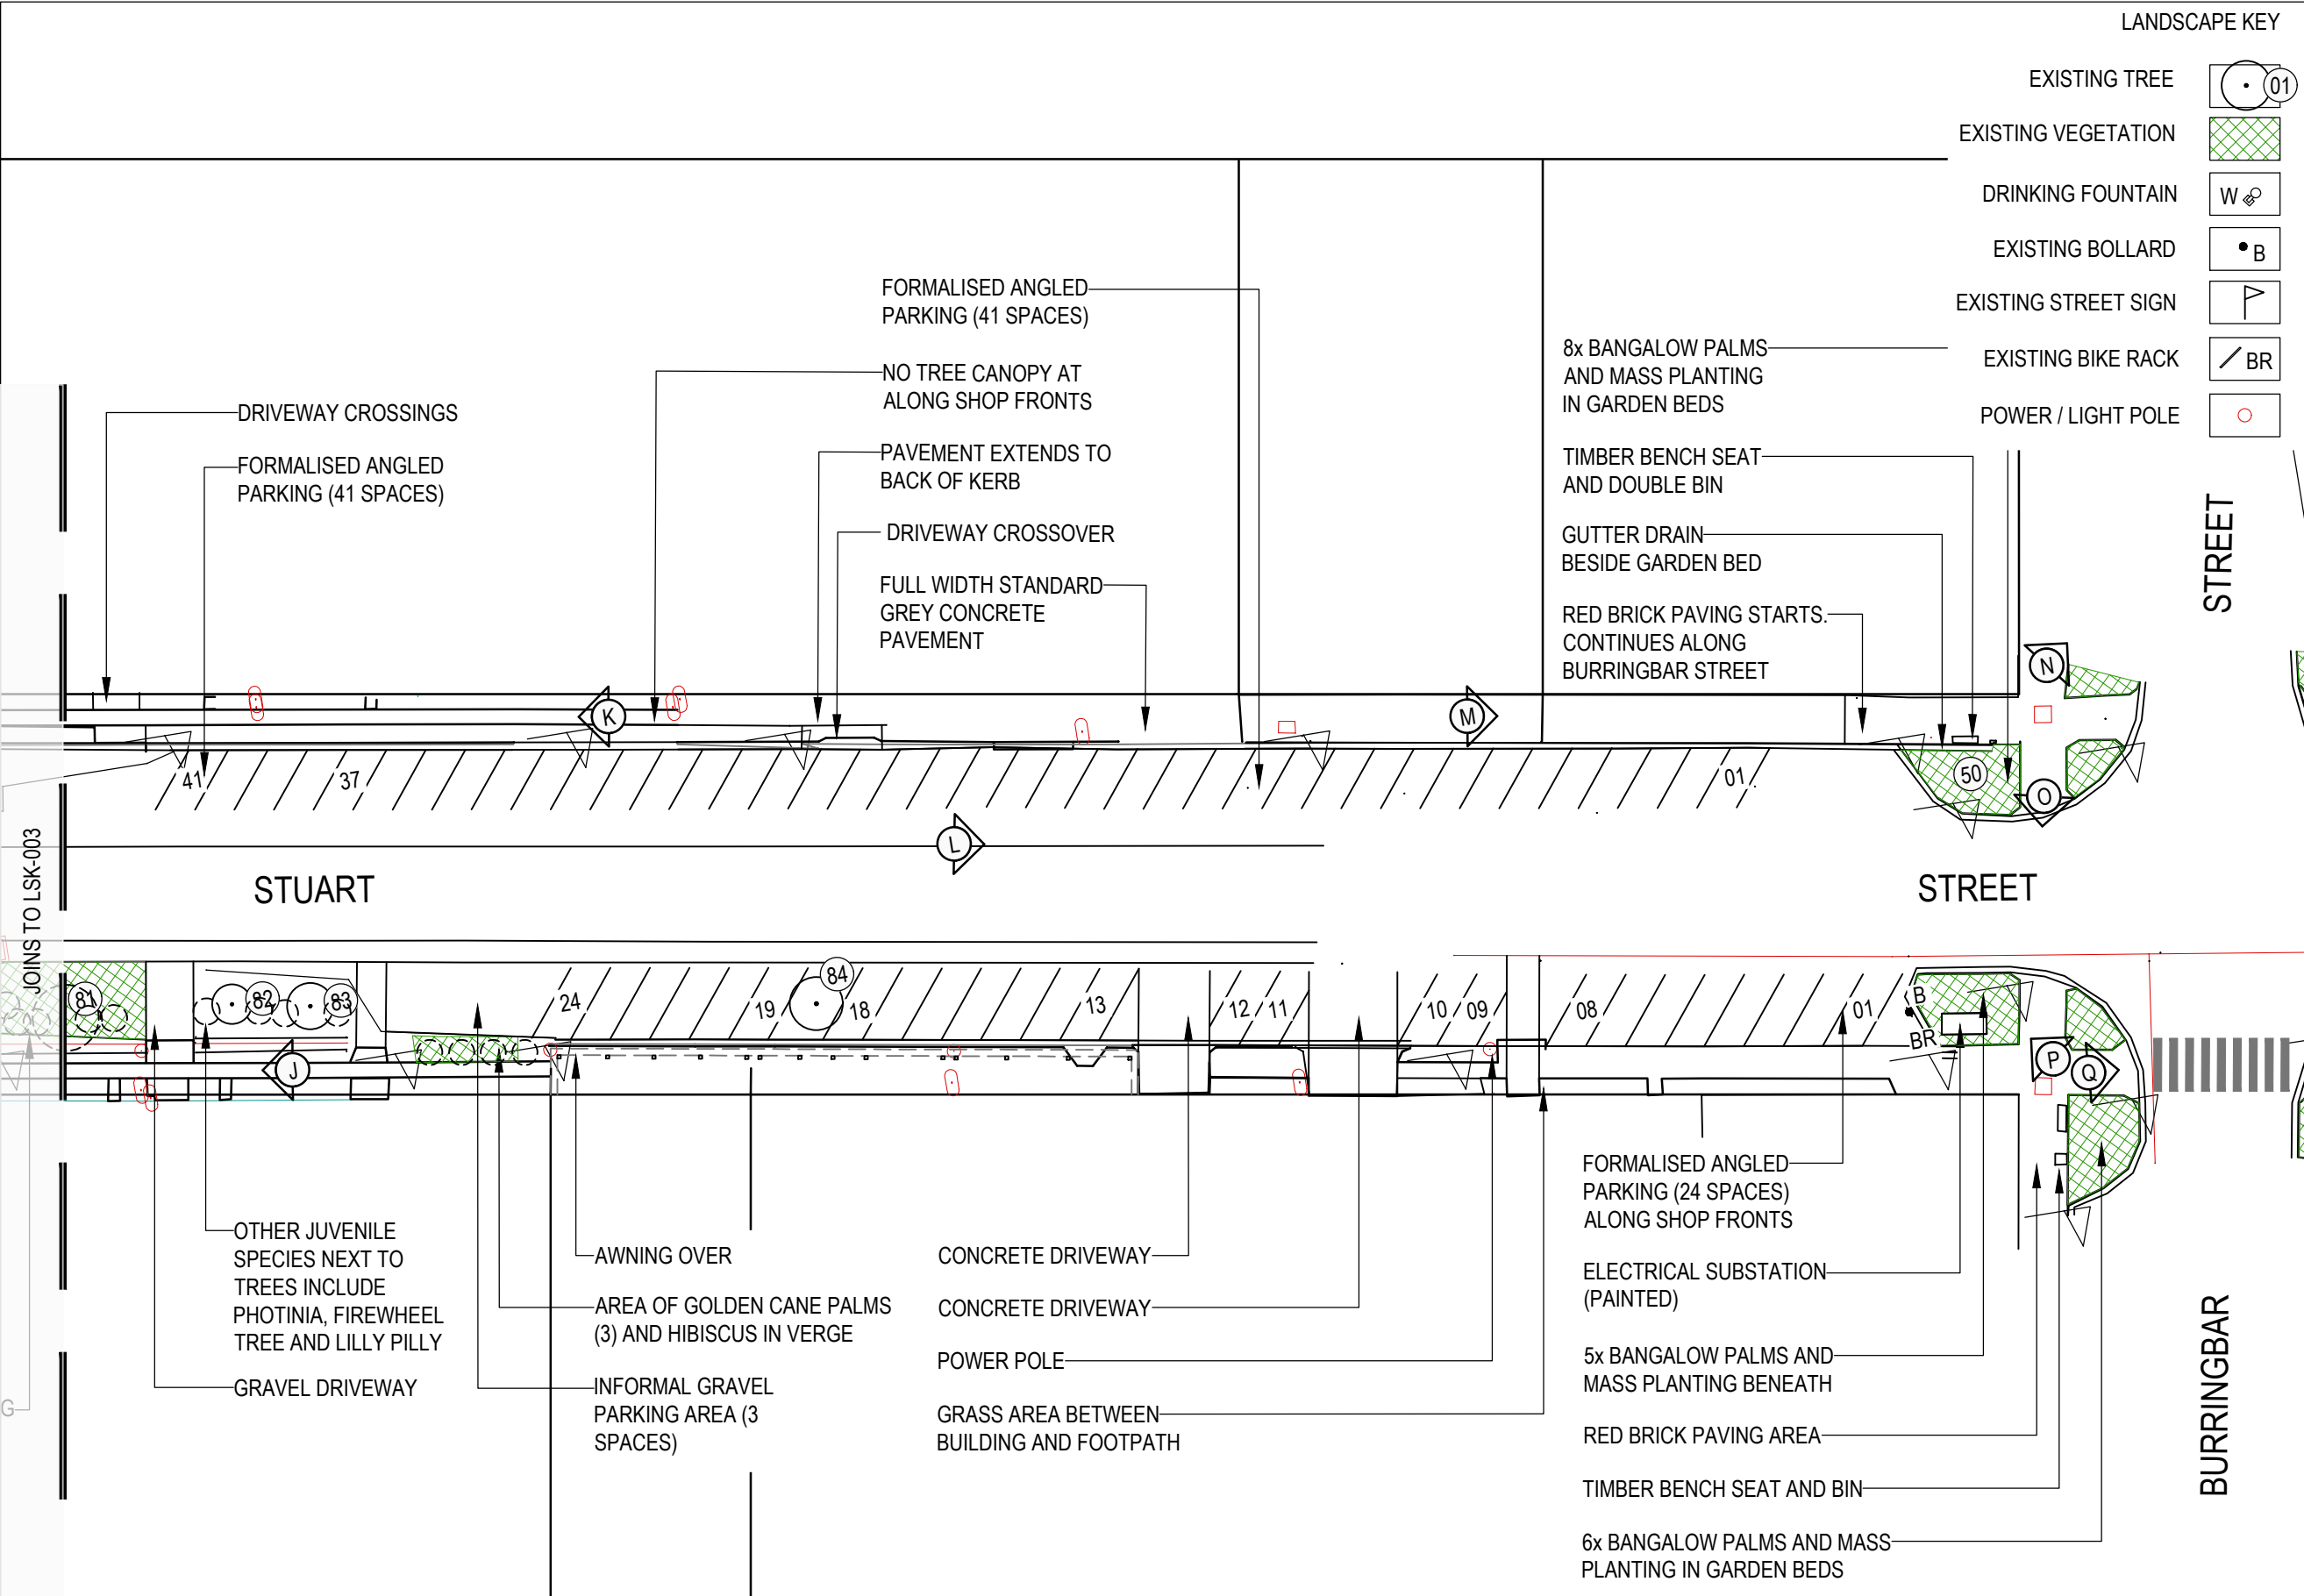 LANDSCAPE KEY
EXISTING TREE
01
EXISTING VEGETATION
DRINKING FOUNTAIN
W
EXISTING BOLLARD
B
EXISTING STREET SIGN
EXISTING BIKE RACK
BR
POWER / LIGHT POLE
FORMALISED ANGLED
PARKING (41 SPACES)
NO TREE CANOPY AT
ALONG SHOP FRONTS
PAVEMENT EXTENDS TO
BACK OF KERB
DRIVEWAY CROSSOVER
FULL WIDTH STANDARD
GREY CONCRETE
PAVEMENT
DRIVEWAY CROSSINGS
FORMALISED ANGLED
PARKING (41 SPACES)
8x BANGALOW PALMS
AND MASS PLANTING
IN GARDEN BEDS
TIMBER BENCH SEAT
AND DOUBLE BIN
GUTTER DRAIN
BESIDE GARDEN BED
RED BRICK PAVING STARTS.
CONTINUES ALONG
BURRINGBAR STREET
STREET
K
M
N
41
37
01
50
O
L
JOINS TO LSK-003
STUART
STREET
81
82
83
24
19
84
18
13
12
11
10
09
08
01
B
BR
J
P
Q
OTHER JUVENILE
SPECIES NEXT TO
TREES INCLUDE
PHOTINIA, FIREWHEEL
TREE AND LILLY PILLY
GRAVEL DRIVEWAY
G
AWNING OVER
AREA OF GOLDEN CANE PALMS
(3) AND HIBISCUS IN VERGE
INFORMAL GRAVEL
PARKING AREA (3
SPACES)
CONCRETE DRIVEWAY
CONCRETE DRIVEWAY
POWER POLE
GRASS AREA BETWEEN
BUILDING AND FOOTPATH
FORMALISED ANGLED
PARKING (24 SPACES)
ALONG SHOP FRONTS
ELECTRICAL SUBSTATION
(PAINTED)
5x BANGALOW PALMS AND
MASS PLANTING BENEATH
RED BRICK PAVING AREA
TIMBER BENCH SEAT AND BIN
6x BANGALOW PALMS AND MASS
PLANTING IN GARDEN BEDS
BURRINGBAR